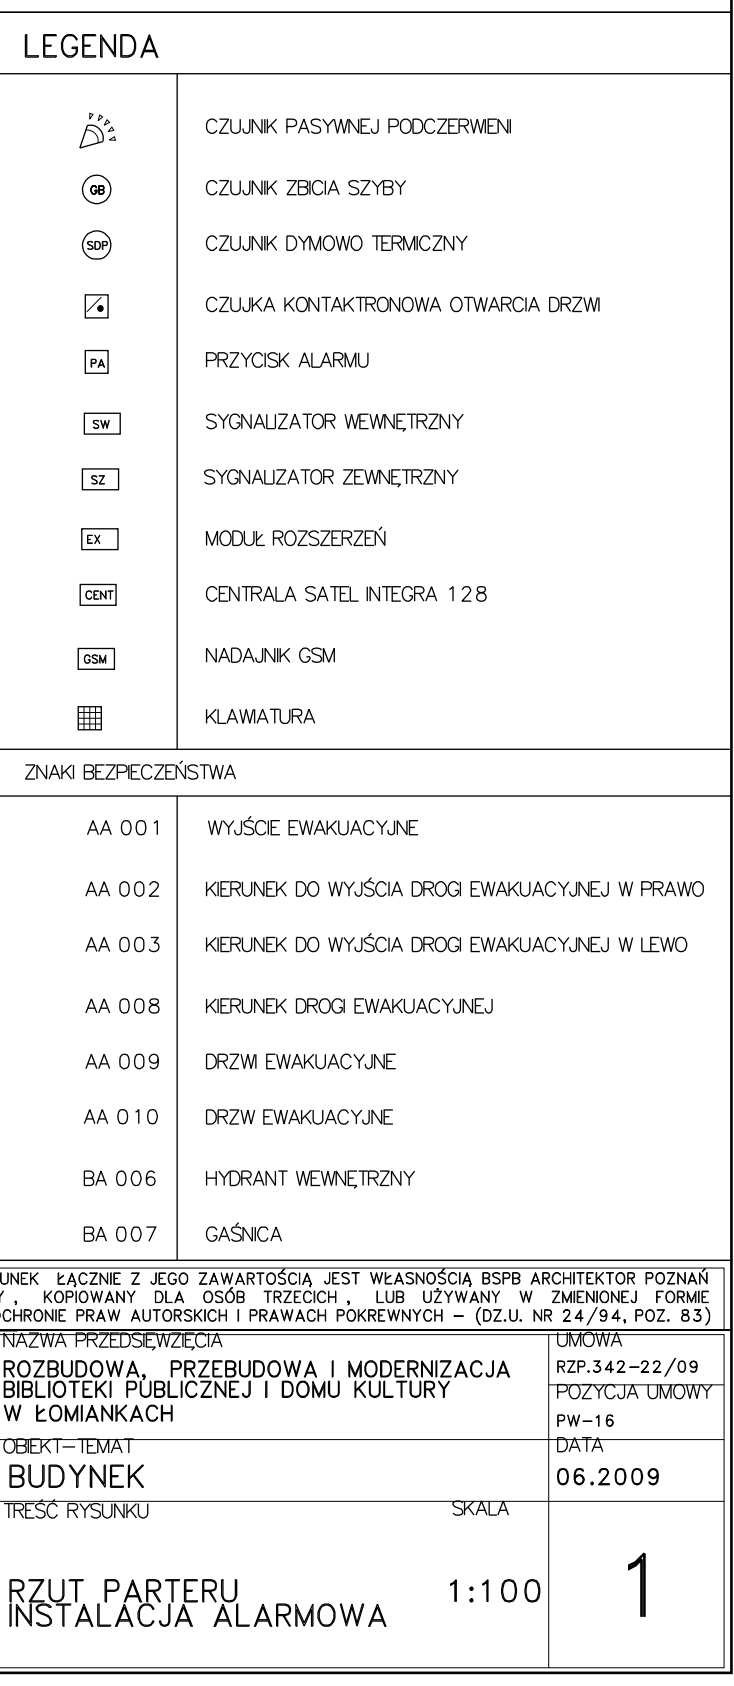 LEGENDA
CZUJNIK PASYWNEJ PODCZERWIENI
GB CZUJNIK ZBICIA SZYBY
SDP CZUJNIK DYMOWO TERMICZNY
CZUJKA KONTAKTRONOWA OTWARCIA DRZWI
PA PRZYCISK ALARMU
SW SYGNALIZATOR WEWNĘTRZNY
SZ SYGNALIZATOR ZEWNĘTRZNY
EX MODUŁ ROZSZERZEŃ
CENT CENTRALA SATEL INTEGRA 128
GSM NADAJNIK GSM
KLAWIATURA
ZNAKI BEZPIECZEŃSTWA
AA 001 WYJŚCIE EWAKUACYJNE
AA 002 KIERUNEK DO WYJŚCIA DROGI EWAKUACYJNEJ W PRAWO
AA 003 KIERUNEK DO WYJŚCIA DROGI EWAKUACYJNEJ W LEWO
AA 008 KIERUNEK DROGI EWAKUACYJNEJ
AA 009 DRZWI EWAKUACYJNE
AA 010 DRZW EWAKUACYJNE
BA 006 HYDRANT WEWNĘTRZNY
BA 007 GAŚNICA
UNEK ŁĄCZNIE Z JEGO ZAWARTOŚCIĄ JEST WŁASNOŚCIĄ BSPB ARCHITEKTOR POZNAŃ
Y, KOPIOWANY DLA OSÓB TRZECICH, LUB UŻYWANY W ZMIENIONEJ FORMIE
OCHRONIE PRAW AUTORSKICH I PRAWACH POKREWNYCH – (DZ.U. NR 24/94, POZ. 83)
NAZWA PRZEDSIĘWZIĘCIA
ROZBUDOWA, PRZEBUDOWA I MODERNIZACJA
BIBLIOTEKI PUBLICZNEJ I DOMU KULTURY
W ŁOMIANKACH
UMOWA
RZP.342-22/09
POZYCJA UMOWY
PW-16
OBIEKT-TEMAT
BUDYNEK
DATA
06.2009
TREŚĆ RYSUNKU
SKALA
RZUT PARTERU
INSTALACJA ALARMOWA
1:100
1